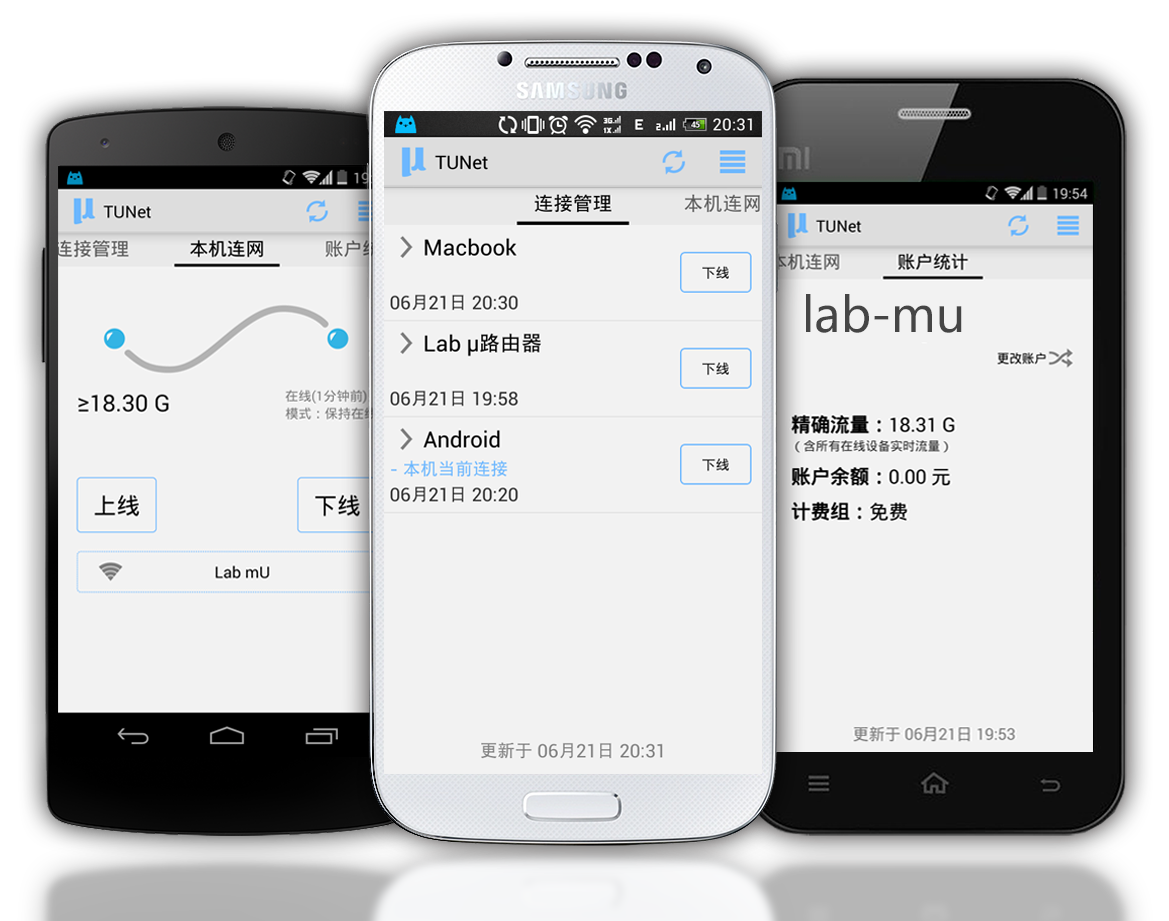 19
TUNet
连接管理
本机连网
账户
≥18.30 G
在线(1分钟前)
模式：保持在
上线
下线
Lab mU
SAMSUNG
3G
1X
E
2
45
20:31
μ TUNet
连接管理
本机连网
Macbook
下线
06月21日 20:30
Lab μ路由器
下线
06月21日 19:58
Android
- 本机当前连接
下线
06月21日 20:20
更新于 06月21日 20:31
mi
19:54
TUNet
本机连网
账户统计
lab-mu
更改账户
精确流量：18.31 G
（含所有在线设备实时流量）
账户余额：0.00 元
计费组：免费
更新于 06月21日 19:53